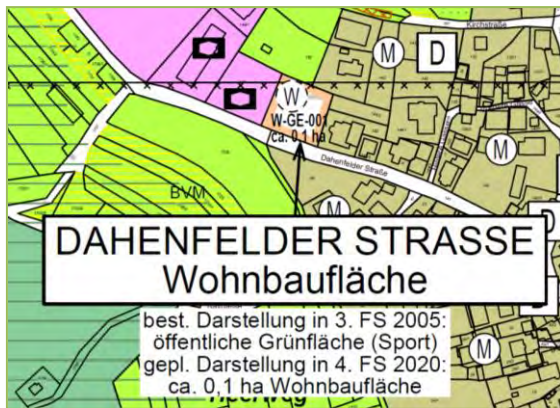 Kirchstraße
M
D
W
W-GE-001
/ca. 0,1 ha
M
Dahenfelder Straße
BVM
M
DAHENFELDER STRASSE
Wohnbaufläche
best. Darstellung in 3. FS 2005:
öffentliche Grünfläche (Sport)
gepl. Darstellung in 4. FS 2020:
ca. 0,1 ha Wohnbaufläche
M